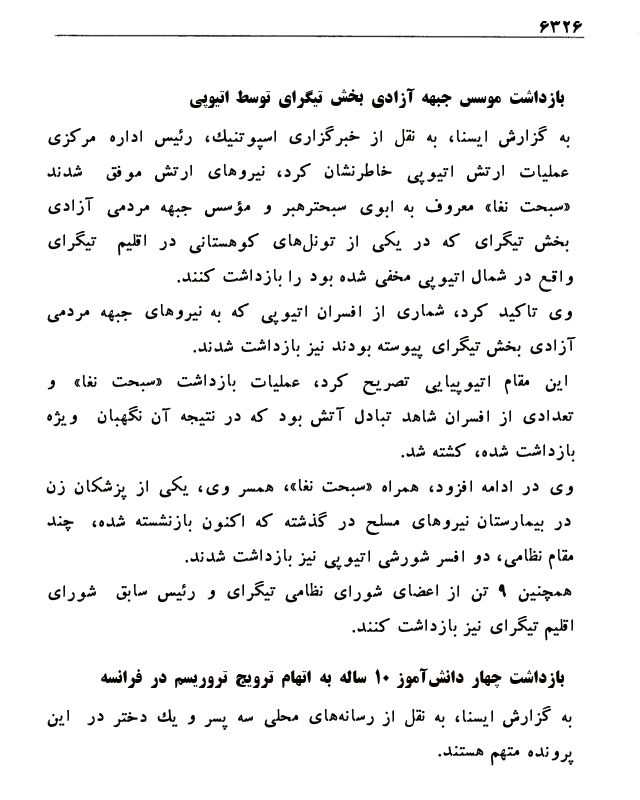 ۶۳۲۶
بازداشت موسس جبهه آزادی بخش تیگرای توسط اتیوپی
به گزارش ایسنا، به نقل از خبرگزاری اسپوتنیك، رئیس اداره مرکزی
عملیات ارتش اتیوپی خاطرنشان کرد، نیروهای ارتش موفق شدند
«سبحت نغا» معروف به ابوی سبحترهبر و مؤسس جبهه مردمی آزادی
بخش تیگرای که در یکی از تونل‌های کوهستانی در اقلیم تیگرای
واقع در شمال اتیوپی مخفی شده بود را بازداشت کنند.
وی تاکید کرد، شماری از افسران اتیوپی که به نیروهای جبهه مردمی
آزادی بخش تیگرای پیوسته بودند نیز بازداشت شدند.
این مقام اتیوپیایی تصریح کرد، عملیات بازداشت «سبحت نغا» و
تعدادی از افسران شاهد تبادل آتش بود که در نتیجه آن نگهبان ویژه
بازداشت شده، کشته شد.
وی در ادامه افزود، همراه «سبحت نغا»، همسر وی، یکی از پزشکان زن
در بیمارستان نیروهای مسلح در گذشته که اکنون بازنشسته شده، چند
مقام نظامی، دو افسر شورشی اتیوپی نیز بازداشت شدند.
همچنین ۹ تن از اعضای شورای نظامی تیگرای و رئیس سابق شورای
اقلیم تیگرای نیز بازداشت کنند.
بازداشت چهار دانش‌آموز ۱۰ ساله به اتهام ترویج تروریسم در فرانسه
به گزارش ایسنا، به نقل از رسانه‌های محلی سه پسر و یك دختر در این
پرونده متهم هستند.